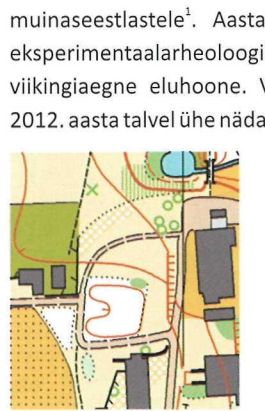 muinaseestlastele¹. Aasta
eksperimentaalarheoloogi
viikingiaegne eluhoone. V
2012. aasta talvel ühe näda